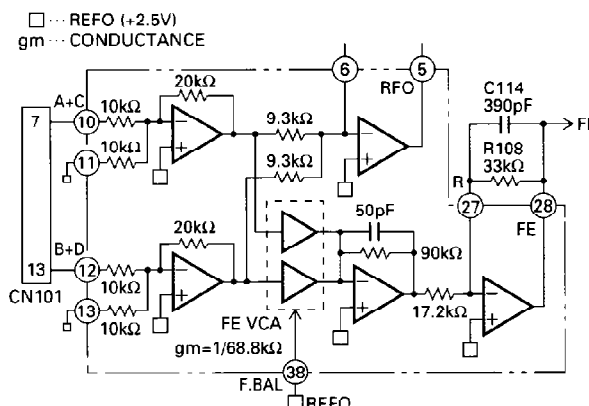 □ ··· REFO (+2.5V)
gm ··· CONDUCTANCE
6
5
RFO
C114
390pF
FE
R108
33kΩ
R
27
28
FE
A+C
7
10
10kΩ
20kΩ
9.3kΩ
11
10kΩ
9.3kΩ
50pF
90kΩ
B+D
13
12
10kΩ
20kΩ
CN101
13
10kΩ
17.2kΩ
FE VCA
gm=1/68.8kΩ
38
F.BAL
□REFO